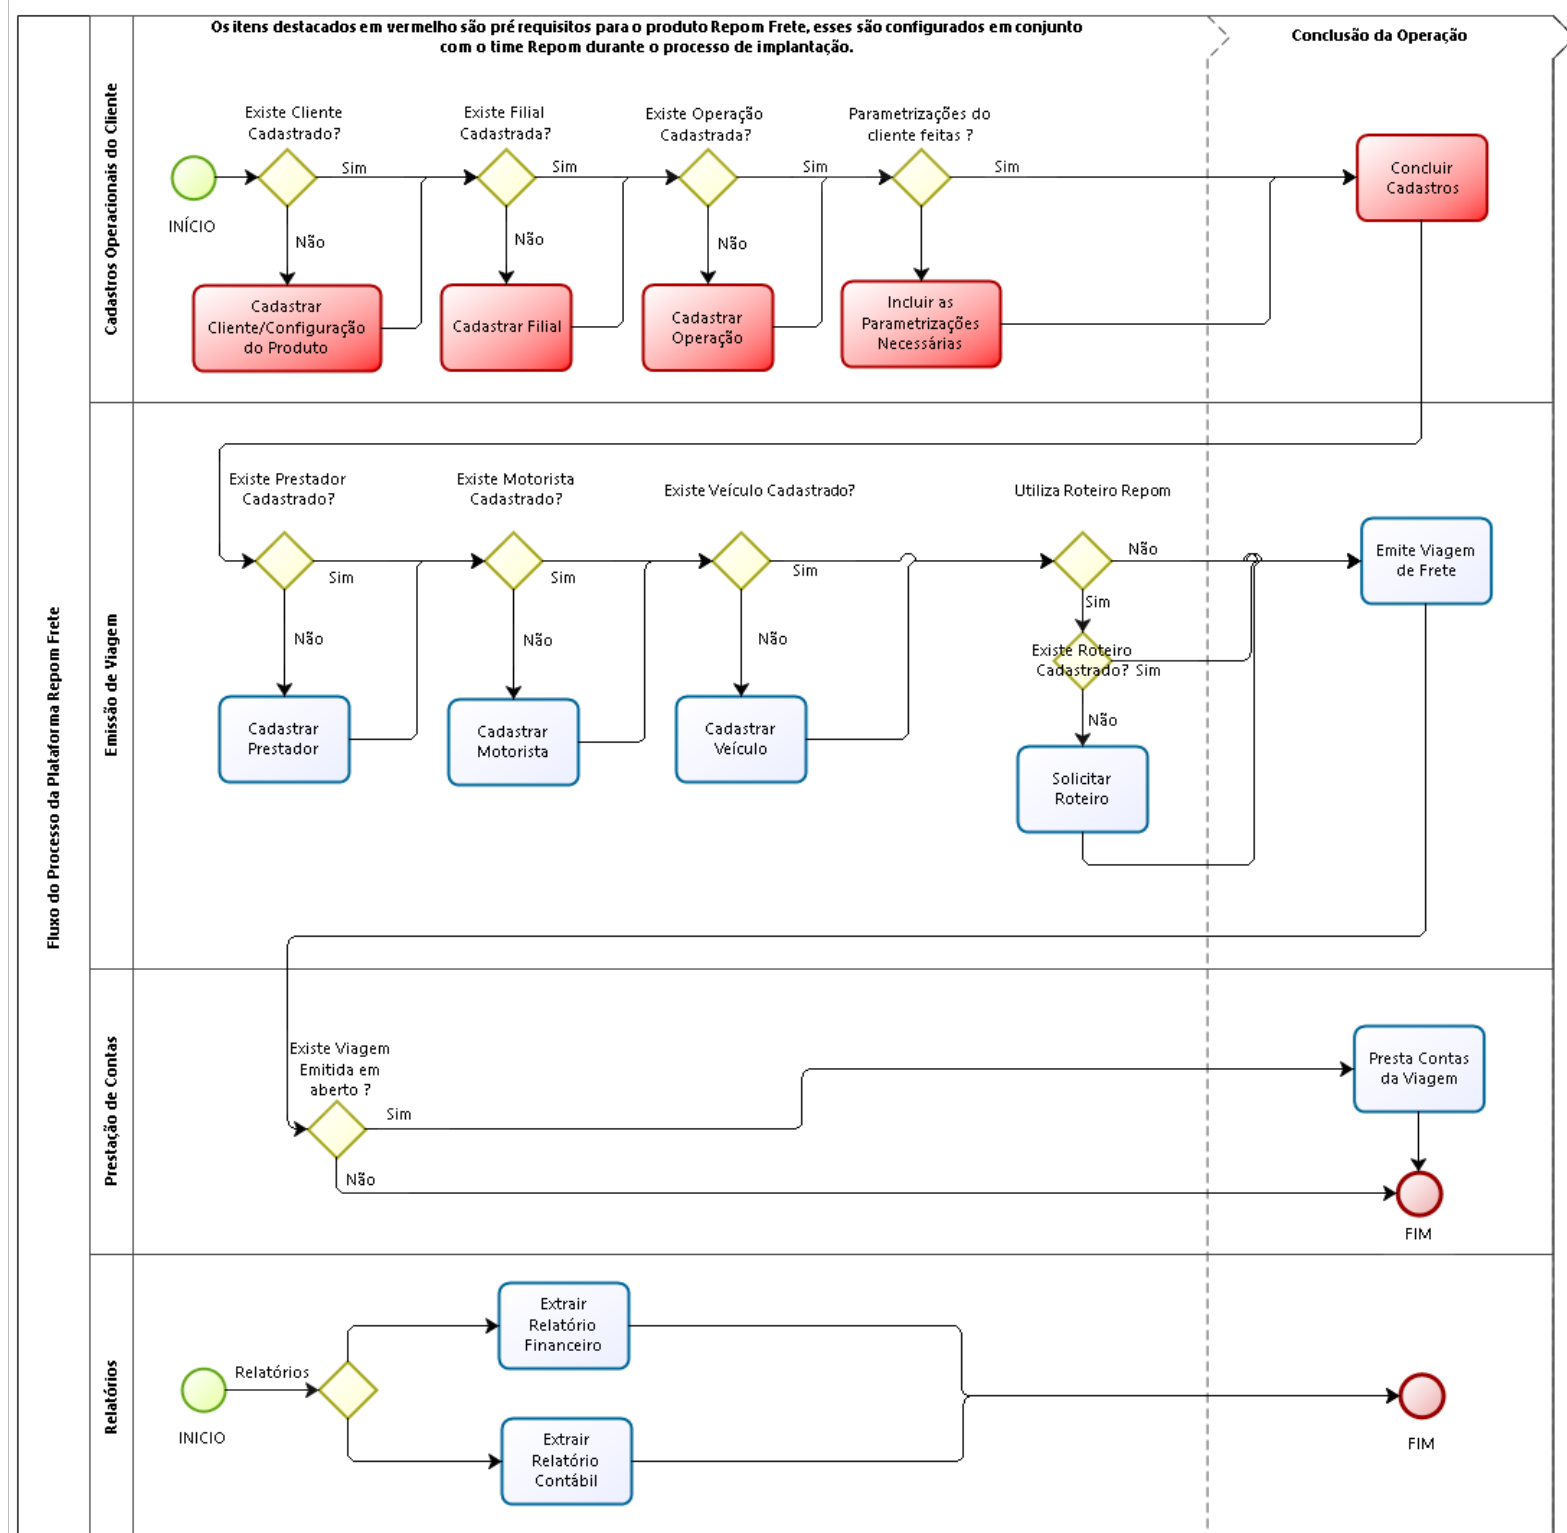 Os itens destacados em vermelho são pré requisitos para o produto Repom Frete, esses são configurados em conjunto
com o time Repom durante o processo de implantação.
Conclusão da Operação
Fluxo do Processo da Plataforma Repom Frete
Cadastros Operacionais do Cliente
Existe Cliente
Cadastrado?
Existe Filial
Cadastrada?
Existe Operação
Cadastrada?
Parametrizações do
cliente feitas ?
Sim
Sim
Sim
Sim
INÍCIO
Não
Não
Não
Concluir
Cadastros
Cadastrar
Cliente/Configuração
do Produto
Cadastrar Filial
Cadastrar
Operação
Incluir as
Parametrizações
Necessárias
Emissão de Viagem
Existe Prestador
Cadastrado?
Existe Motorista
Cadastrado?
Existe Veículo Cadastrado?
Utiliza Roteiro Repom
Sim
Sim
Sim
Não
Emite Viagem
de Frete
Sim
Não
Não
Não
Existe Roteiro
Cadastrado? Sim
Não
Cadastrar
Prestador
Cadastrar
Motorista
Cadastrar
Veículo
Solicitar
Roteiro
Prestação de Contas
Existe Viagem
Emitida em
aberto ?
Sim
Não
Presta Contas
da Viagem
FIM
Relatórios
INICIO
Relatórios
Extrair
Relatório
Financeiro
Extrair
Relatório
Contábil
FIM